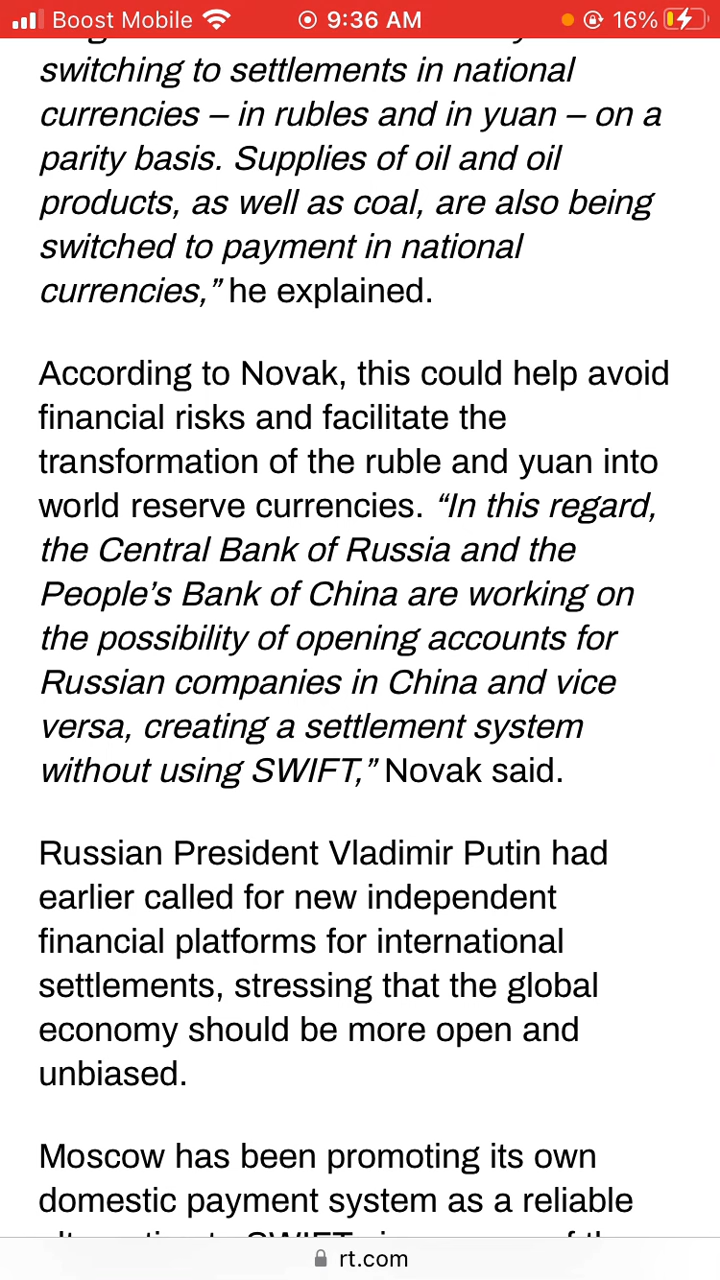 Boost Mobile 9:36 AM 16%
switching to settlements in national
currencies – in rubles and in yuan – on a
parity basis. Supplies of oil and oil
products, as well as coal, are also being
switched to payment in national
currencies,” he explained.
According to Novak, this could help avoid
financial risks and facilitate the
transformation of the ruble and yuan into
world reserve currencies. “In this regard,
the Central Bank of Russia and the
People’s Bank of China are working on
the possibility of opening accounts for
Russian companies in China and vice
versa, creating a settlement system
without using SWIFT,” Novak said.
Russian President Vladimir Putin had
earlier called for new independent
financial platforms for international
settlements, stressing that the global
economy should be more open and
unbiased.
Moscow has been promoting its own
domestic payment system as a reliable
rt.com